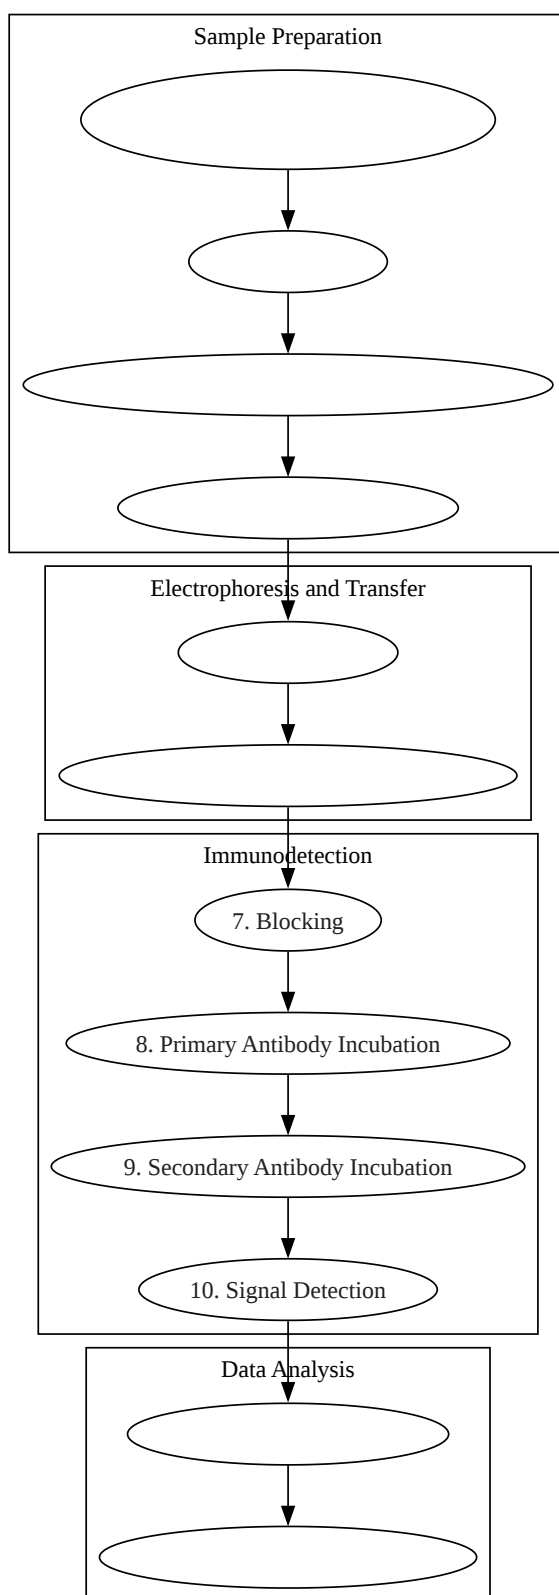 Sample Preparation
Electrophoresis and Transfer
Immunodetection
7. Blocking
8. Primary Antibody Incubation
9. Secondary Antibody Incubation
10. Signal Detection
Data Analysis